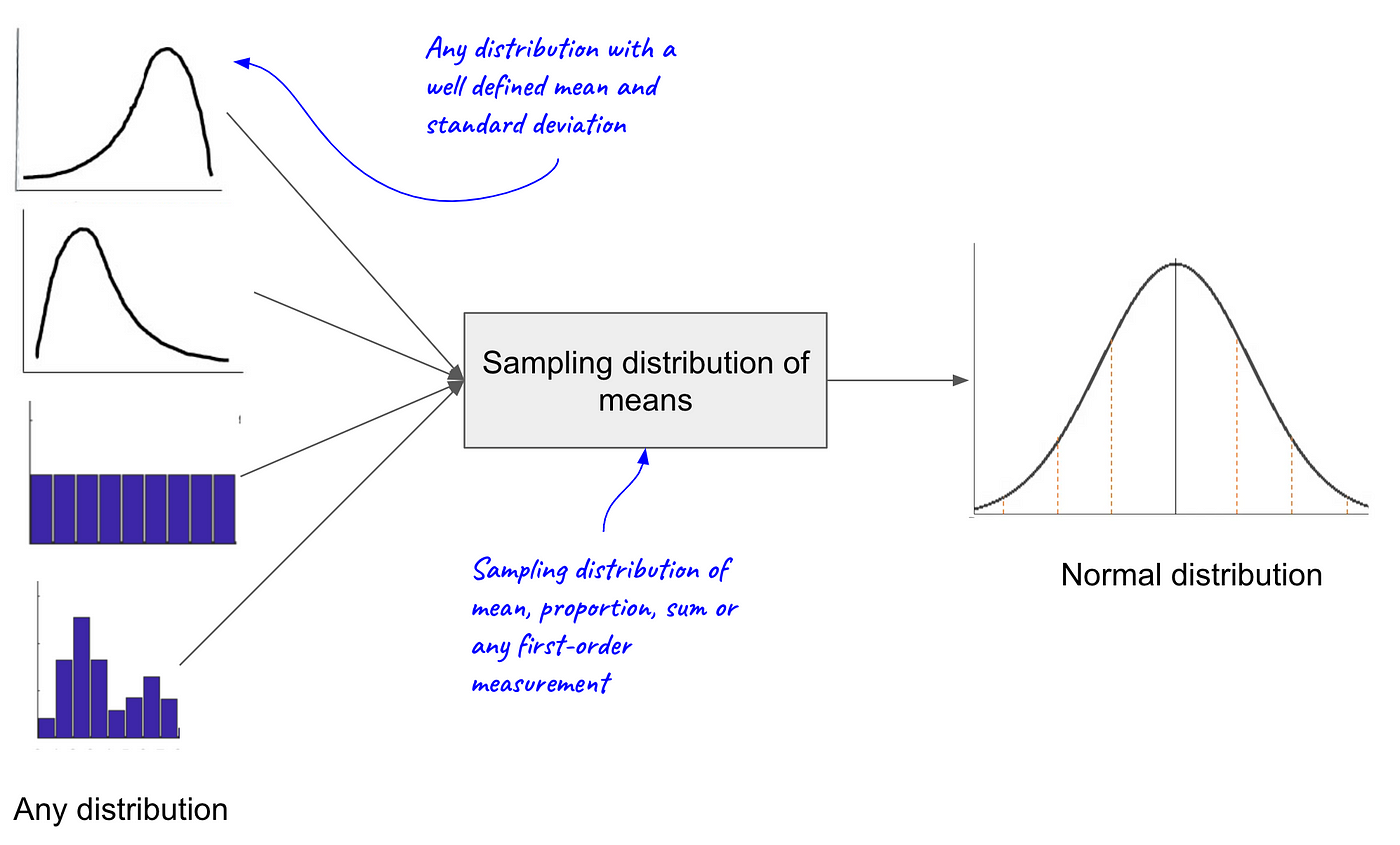 Any distribution with a
well defined mean and
standard deviation
Sampling distribution of
means
Sampling distribution of
mean, proportion, sum or
any first-order
measurement
Normal distribution
Any distribution